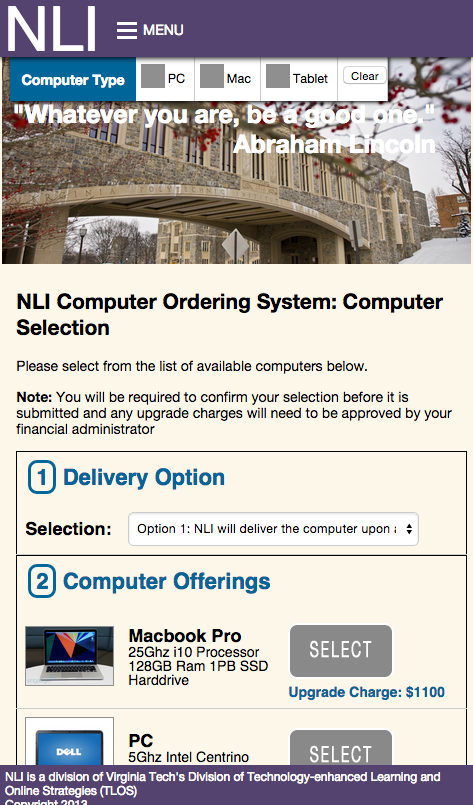 NLI
MENU
Computer Type PC Mac Tablet Clear
"Whatever you are, be a good one."
Abraham Lincoln
NLI Computer Ordering System: Computer
Selection
Please select from the list of available computers below.
Note: You will be required to confirm your selection before it is
submitted and any upgrade charges will need to be approved by your
financial administrator
1 Delivery Option
Selection: Option 1: NLI will deliver the computer upon
2 Computer Offerings
Macbook Pro
25Ghz i10 Processor
128GB Ram 1PB SSD
Harddrive
SELECT
Upgrade Charge: $1100
DELL
PC
5Ghz Intel Centrino
SELECT
NLI is a division of Virginia Tech's Division of Technology-enhanced Learning and
Online Strategies (TLOS)
Copyright 2013